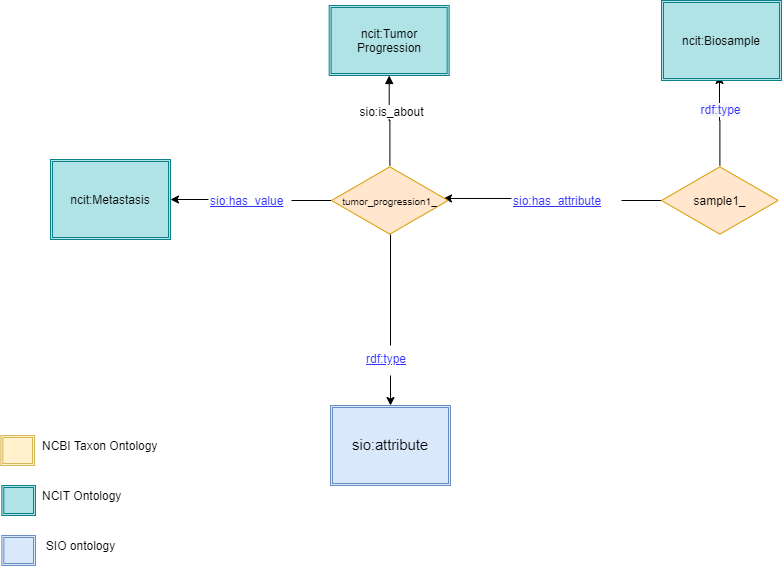 ncit:Tumor
Progression
ncit:Biosample
sio:is_about
rdf:type
ncit:Metastasis
sio:has_value
tumor_progression1_
sio:has_attribute
sample1_
rdf:type
sio:attribute
NCBI Taxon Ontology
NCIT Ontology
SIO ontology